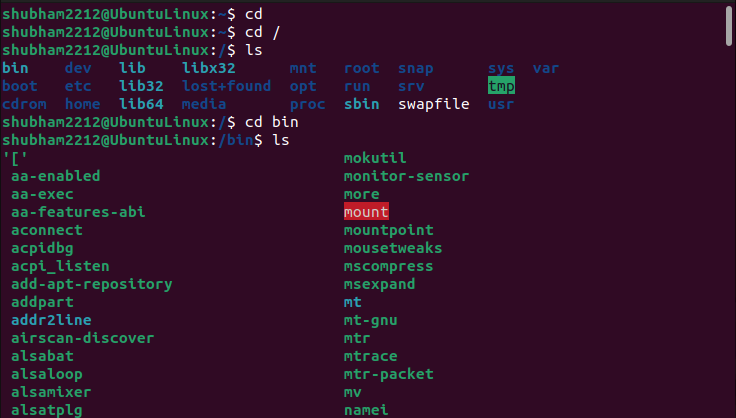 shubham2212@UbuntuLinux:~$ cd
shubham2212@UbuntuLinux:~$ cd /
shubham2212@UbuntuLinux:/$ ls
bin dev lib libx32 mnt root snap sys var
boot etc lib32 lost+found opt run srv tmp
cdrom home lib64 media proc sbin swapfile usr
shubham2212@UbuntuLinux:/$ cd bin
shubham2212@UbuntuLinux:/bin$ ls
'[' mokutil
aa-enabled monitor-sensor
aa-exec more
aa-features-abi mount
aconnect mountpoint
acpidbg mousetweaks
acpi_listen mscompress
add-apt-repository msexpand
addpart mt
addr2line mt-gnu
airscan-discover mtr
alsabat mtrace
alsaloop mtr-packet
alsamixer mv
alsatplg namei